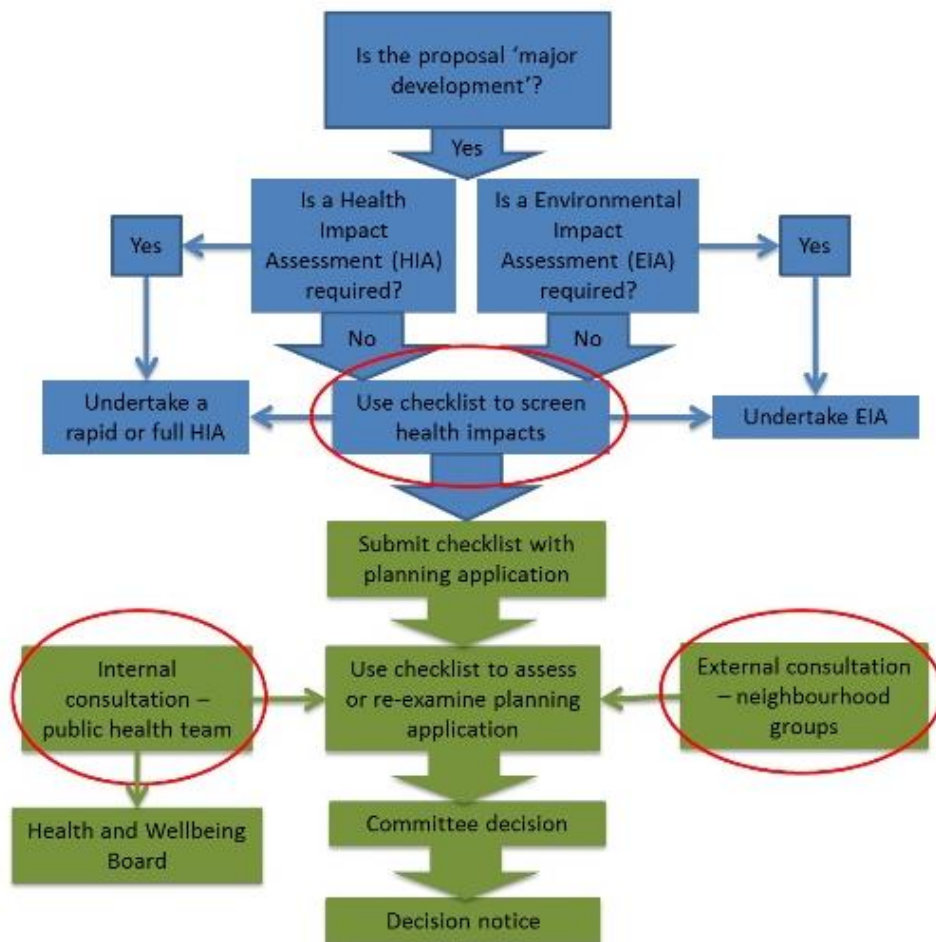 Is the proposal ‘major
development’?
Yes
Is a Health
Impact
Assessment (HIA)
required?
Is a Environmental
Impact
Assessment (EIA)
required?
Yes
Yes
No
No
Undertake a
rapid or full HIA
Use checklist to screen
health impacts
Undertake EIA
Submit checklist with
planning application
Internal
consultation –
public health team
Use checklist to assess
or re-examine planning
application
External consultation
– neighbourhood
groups
Health and Wellbeing
Board
Committee decision
Decision notice